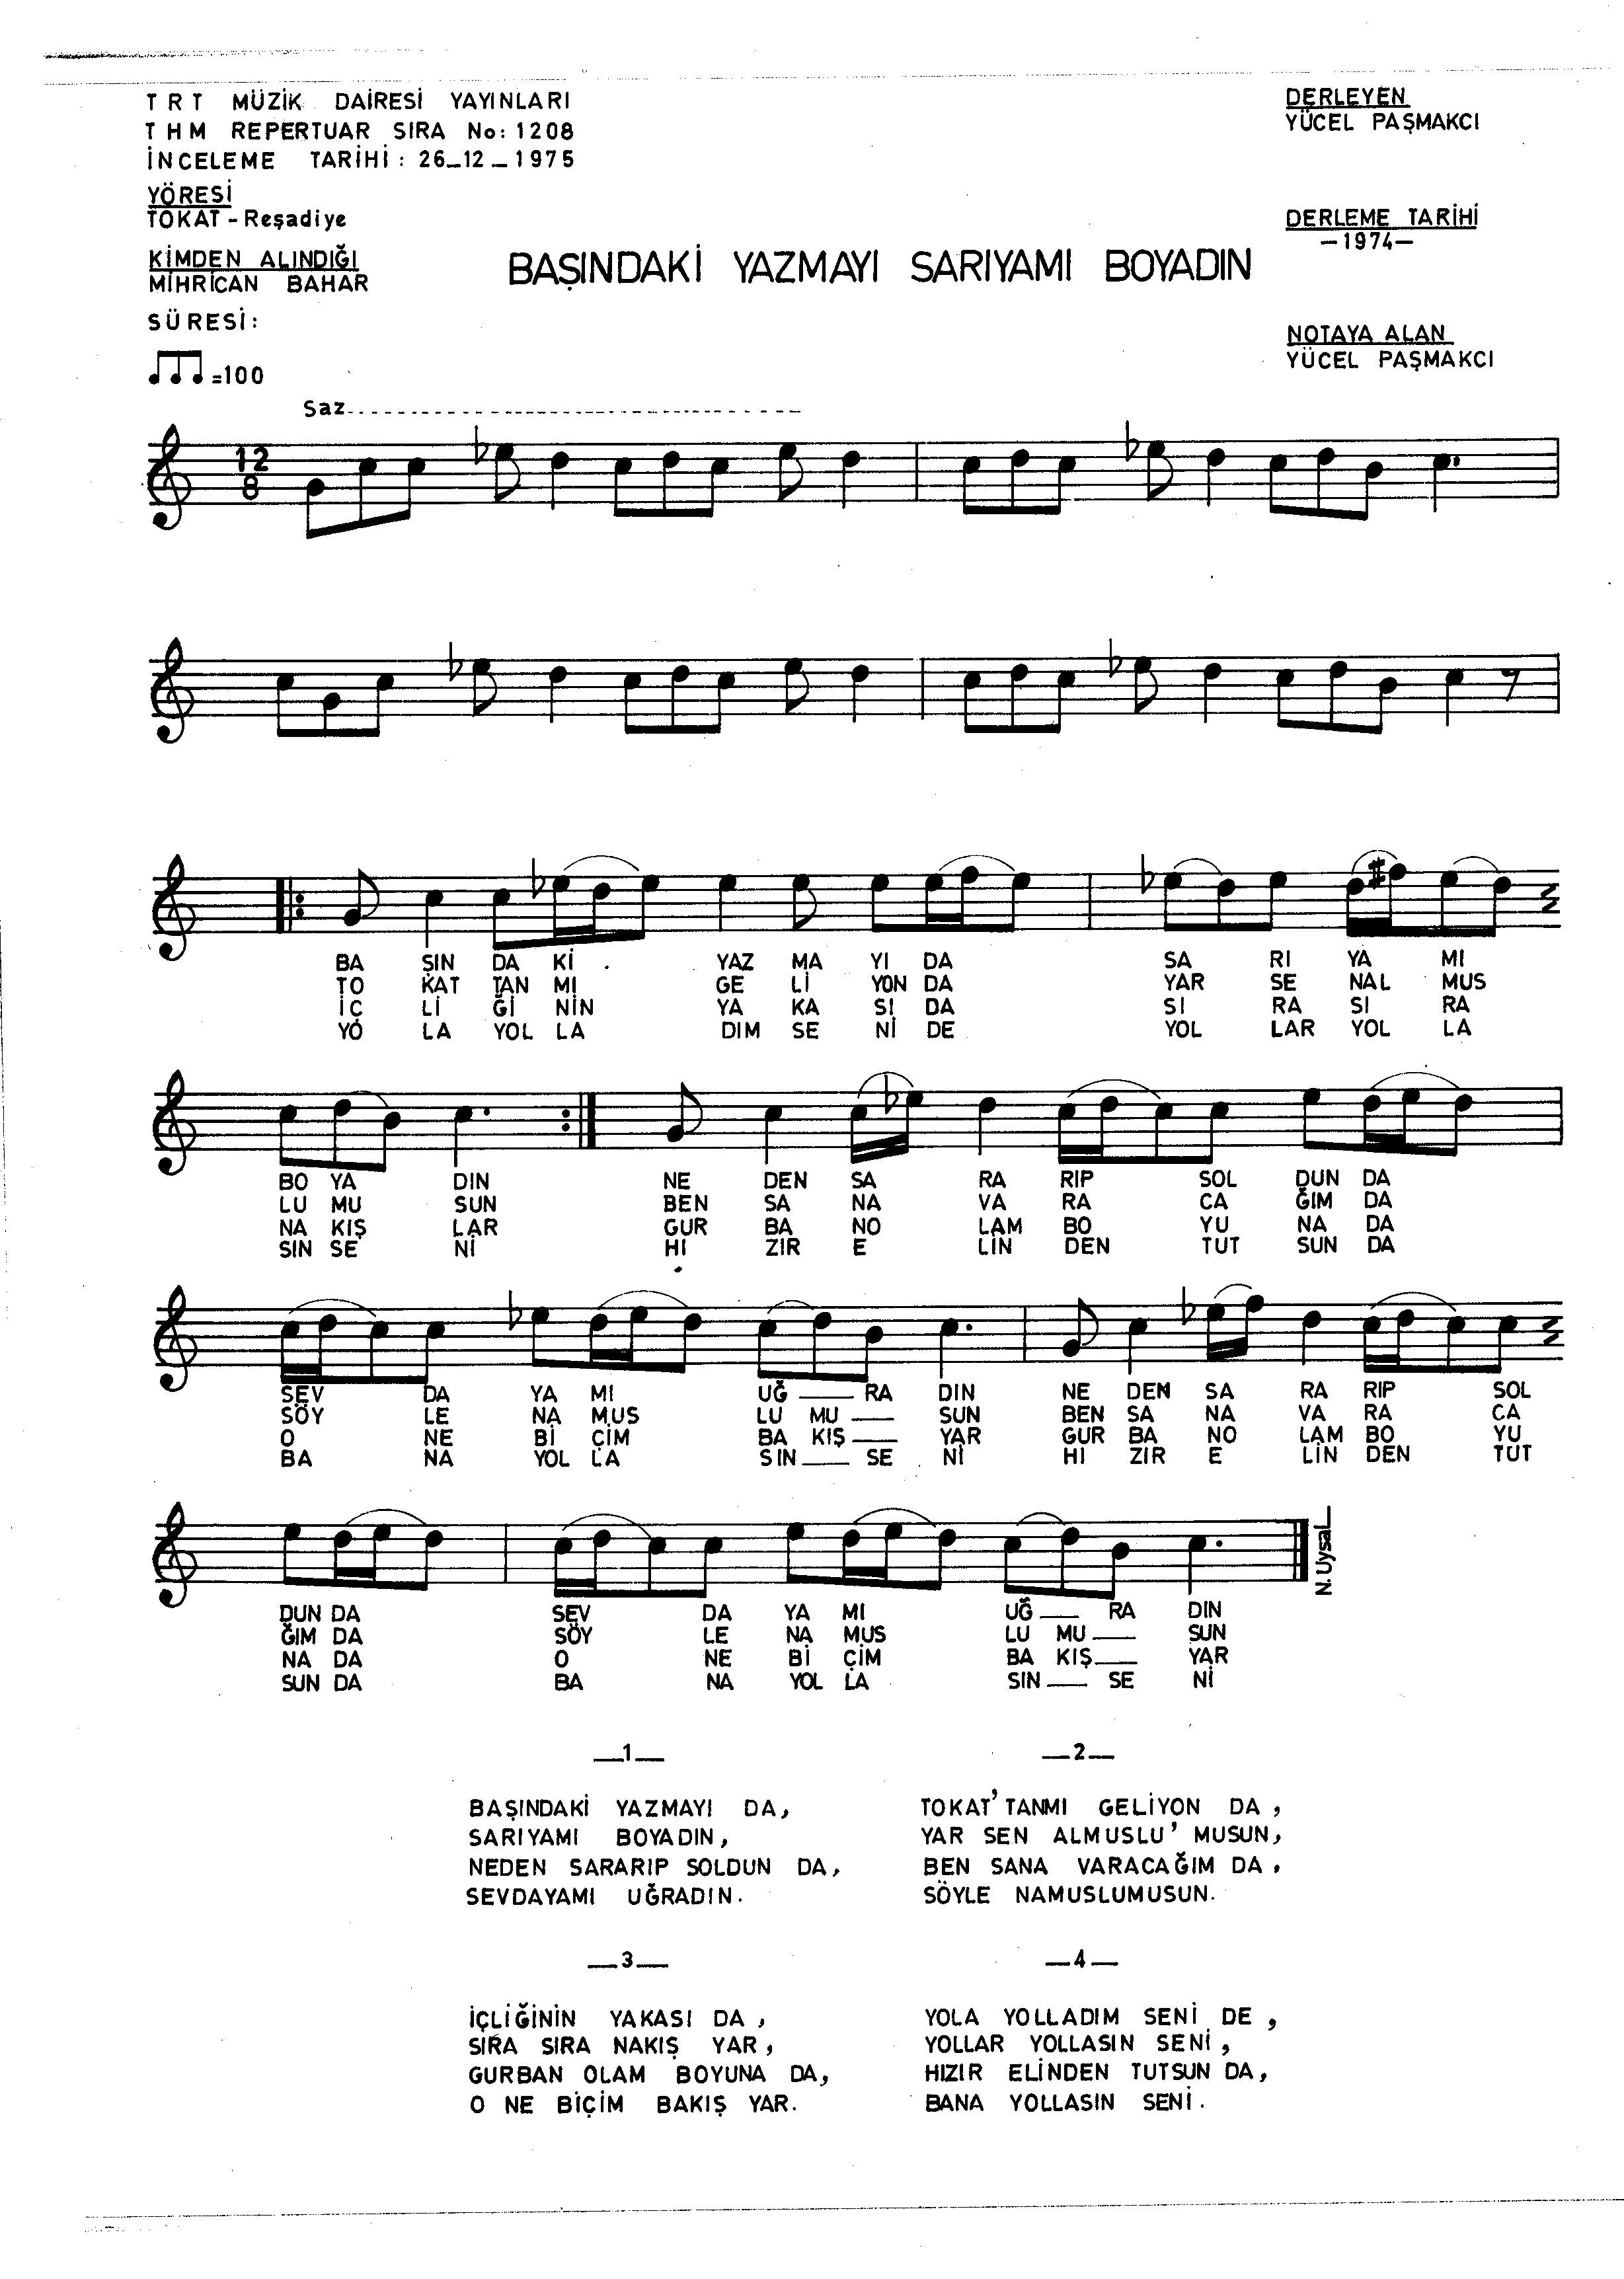 TRT MÜZİK DAİRESİ YAYINLARI
THM REPERTUAR SIRA No: 1208
İNCELEME TARİHİ: 26_12_1975
YÖRESİ
TOKAT-Reşadiye
KİMDEN ALINDIĞI
MİHRİCAN BAHAR
SÜRESİ:
=100
DERLEYEN
YÜCEL PAŞMAKCI
DERLEME TARİHİ
-1974-
NOTAYA ALAN
YÜCEL PAŞMAKCI
BAŞINDAKİ YAZMAYI SARIYAMI BOYADIN
Saz
12
8
BA ŞIN DA Kİ . YAZ MA YI DA SA RI YA MI
TO KAT TAN MI GE Lİ YON DA YAR SE NAL MUS
İÇ Lİ Ğİ NİN YA KA SI DA SI RA SI RA
YO LA YOL LA DIM SE Nİ DE YOL LAR YOL LA
BO YA DIN NE DEN SA RA RIP SOL DUN DA
LU MU SUN BEN SA NA VA RA CA ĞIM DA
NA KIŞ LAR GUR BA NO LAM BO YU NA DA
SIN SE Nİ HI ZIR E LİN DEN TUT SUN DA
SEV DA YA MI UĞ RA DIN NE DEN SA RA RIP SOL
SÖY LE NA MUS LU MU SUN BEN SA NA VA RA CA
O NE Bİ ÇİM BA KIŞ YAR GUR BA NO LAM BO YU
BA NA YOL LA SIN SE Nİ HI ZIR E LİN DEN TUT
DUN DA SEV DA YA MI UĞ RA DIN
ĞIM DA SÖY LE NA MUS LU MU SUN
NA DA O NE Bİ ÇİM BA KIŞ YAR
SUN DA BA NA YOL LA SIN SE Nİ
N. Uysal
_1_
BAŞINDAKİ YAZMAYI DA,
SARIYAMI BOYADIN,
NEDEN SARARIP SOLDUN DA,
SEVDAYAMI UĞRADIN.
_2_
TOKAT'TANMI GELİYON DA,
YAR SEN ALMUSLU' MUSUN,
BEN SANA VARACAĞIM DA,
SÖYLE NAMUSLUMUSUN.
_3_
İÇLİĞİNİN YAKASI DA,
SIRA SIRA NAKIŞ YAR,
GURBAN OLAM BOYUNA DA,
O NE BİÇİM BAKIŞ YAR.
_4_
YOLA YOLLADIM SENİ DE,
YOLLAR YOLLASIN SENİ,
HIZIR ELİNDEN TUTSUN DA,
BANA YOLLASIN SENİ.